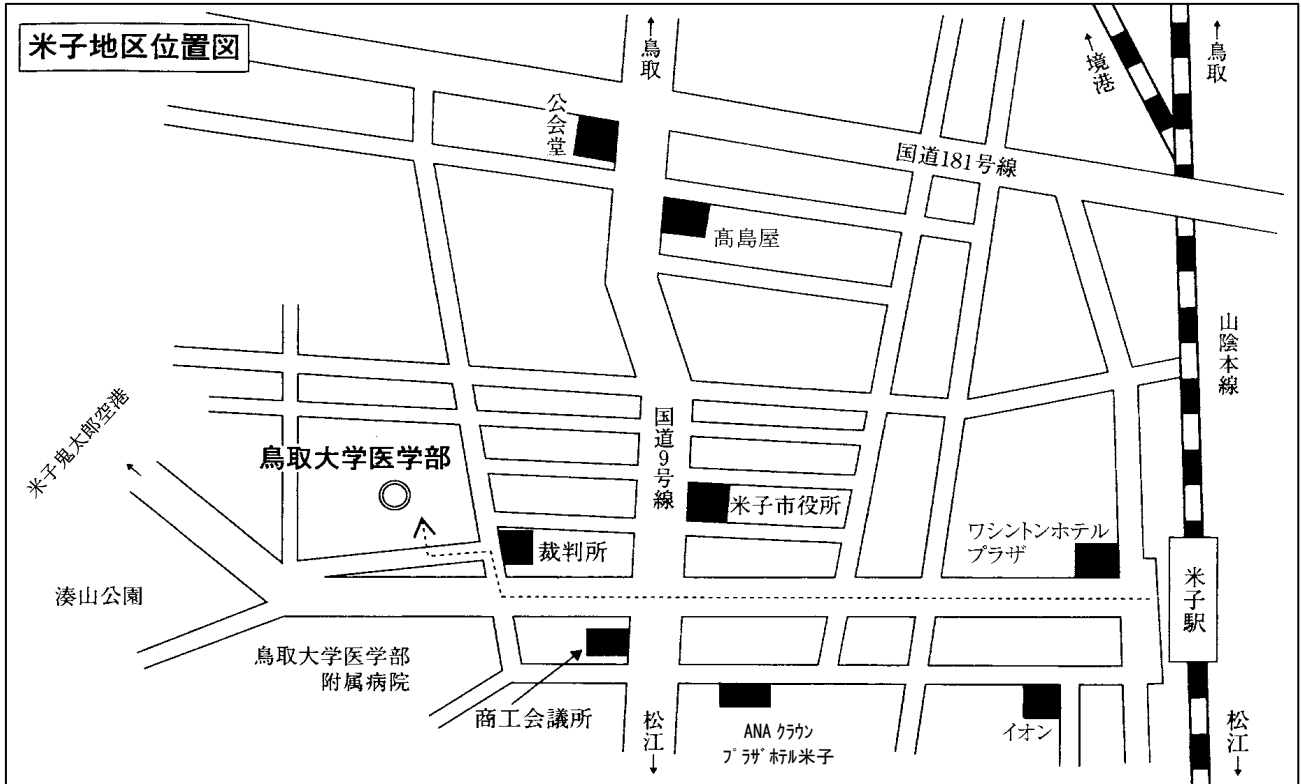 米子地区位置図
←鳥取
←境港
←鳥取
公会堂
国道181号線
髙島屋
山陰本線
米子鬼太郎空港
←
国道9号線
鳥取大学医学部
米子市役所
裁判所
ワシントンホテル
プラザ
米子駅
湊山公園
鳥取大学医学部
附属病院
商工会議所
松江→
ANA クラウン
プラザホテル米子
イオン
松江→